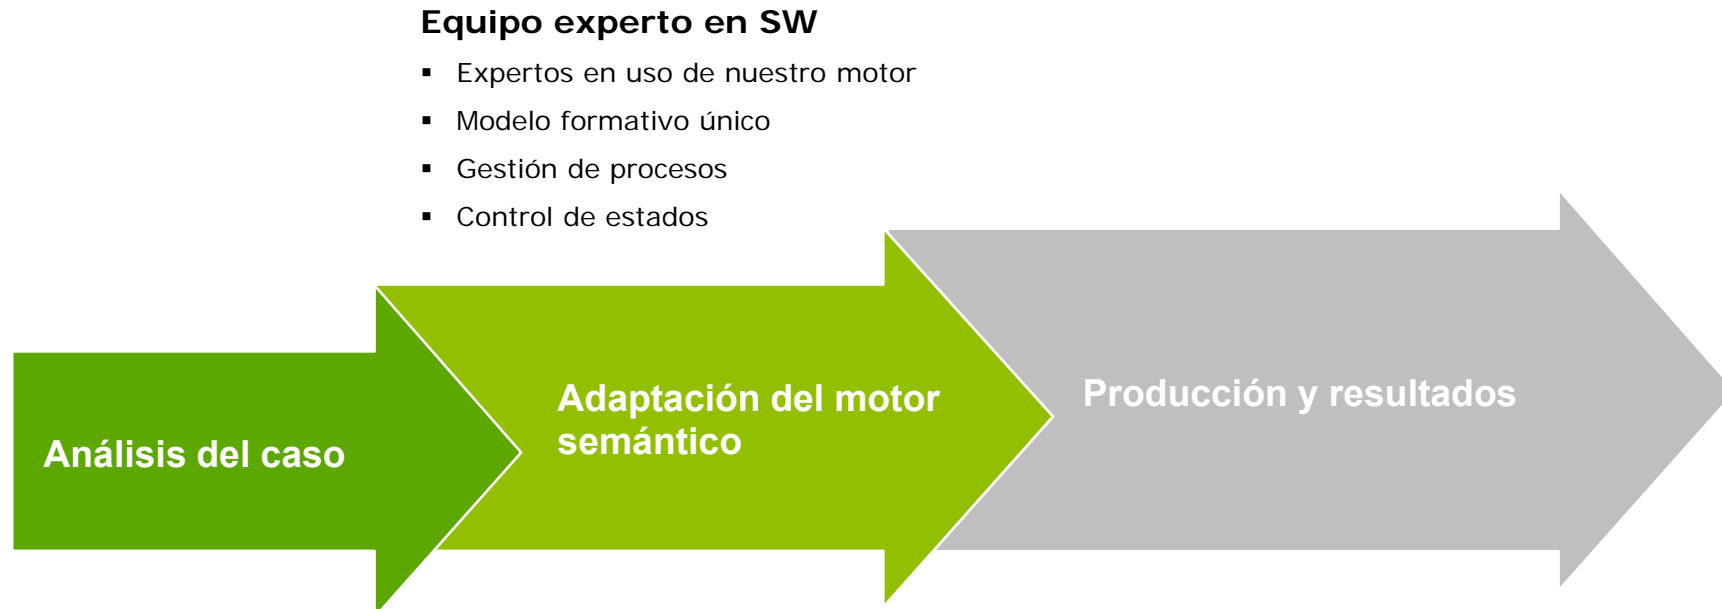 Equipo experto en SW
▪ Expertos en uso de nuestro motor
▪ Modelo formativo único
▪ Gestión de procesos
▪ Control de estados
Análisis del caso
Adaptación del motor
semántico
Producción y resultados